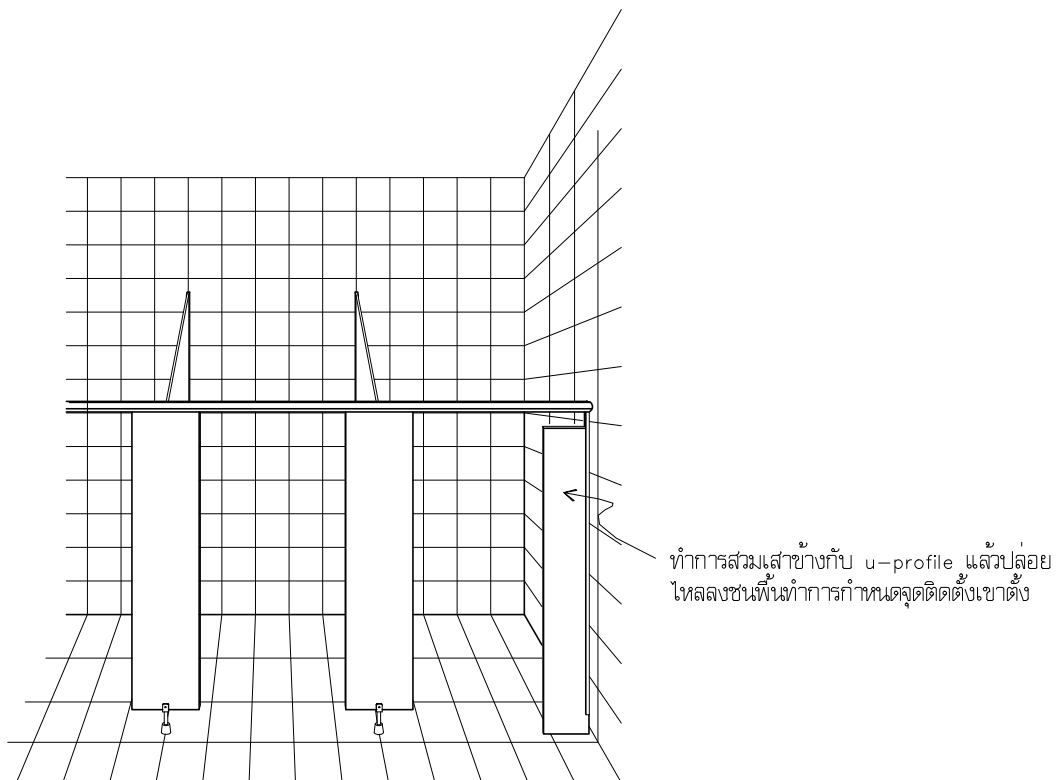 ทำการสวมเสาข้างกับ u-profile แล้วปล่อย
ไหลลงชนพื้นทำการกำหนดจุดติดตั้งเขาตั้ง